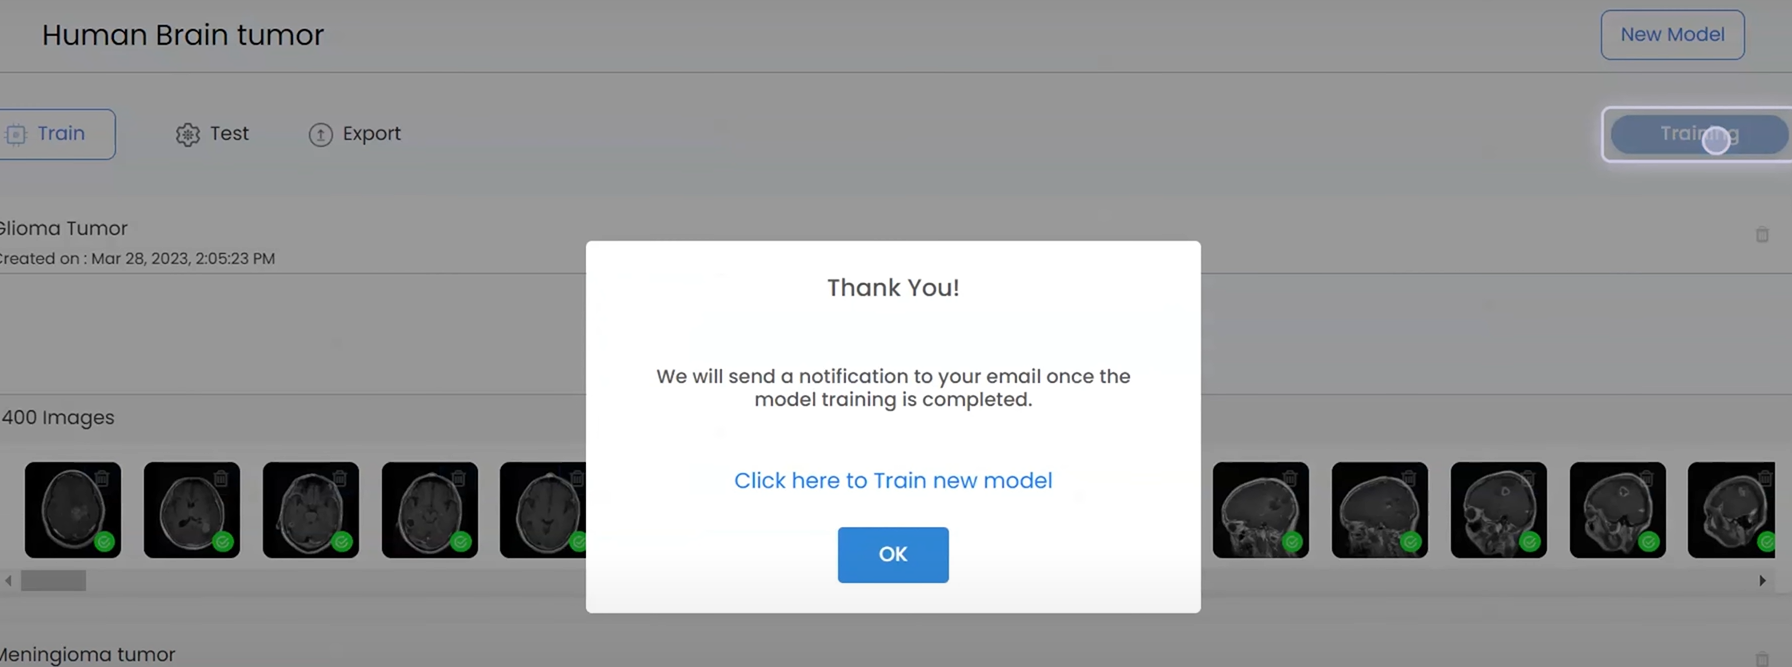 Human Brain tumor
New Model
Train
Test
Export
Training
Glioma Tumor
Created on : Mar 28, 2023, 2:05:23 PM
Thank You!
We will send a notification to your email once the
model training is completed.
400 Images
Click here to Train new model
OK
Meningioma tumor